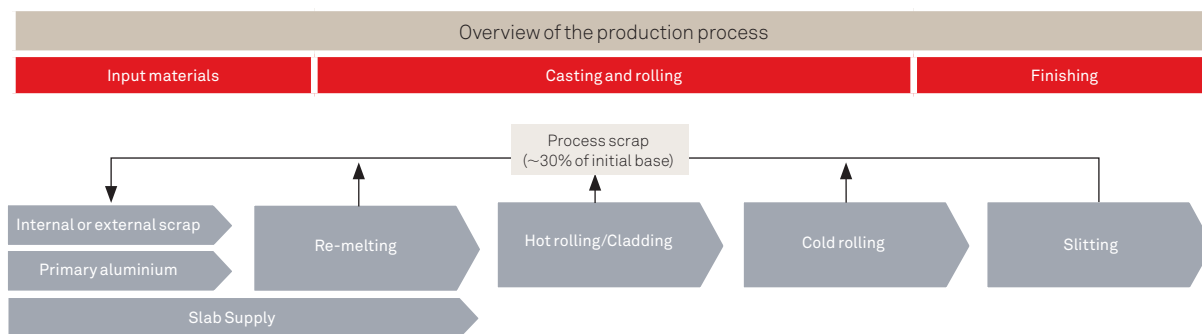 Overview of the production process
Input materials
Casting and rolling
Finishing
Process scrap
(~30% of initial base)
Internal or external scrap
Primary aluminium
Re-melting
Hot rolling/Cladding
Cold rolling
Slitting
Slab Supply